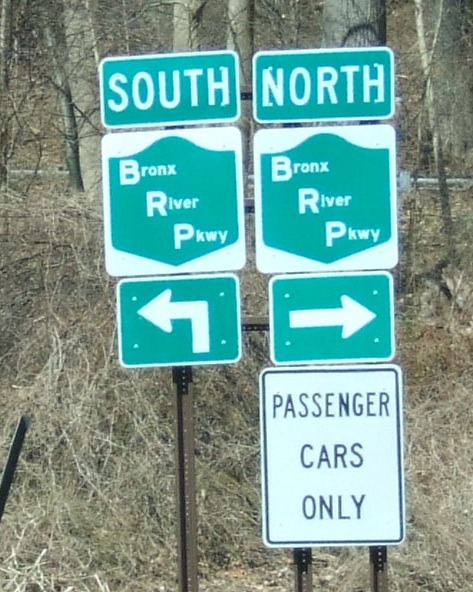 SOUTH
Bronx
River
Pkwy
NORTH
Bronx
River
Pkwy
PASSENGER
CARS
ONLY